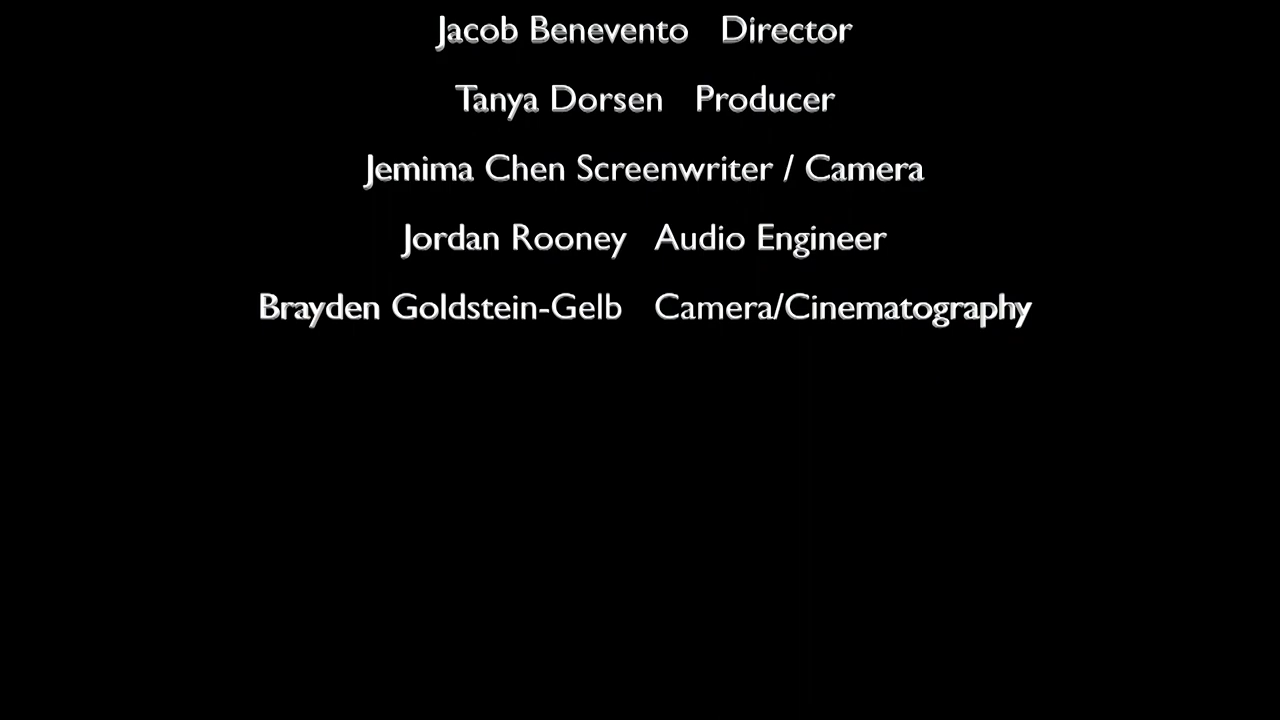 Jacob Benevento Director
Tanya Dorsen Producer
Jemima Chen Screenwriter / Camera
Jordan Rooney Audio Engineer
Brayden Goldstein-Gelb Camera/Cinematography